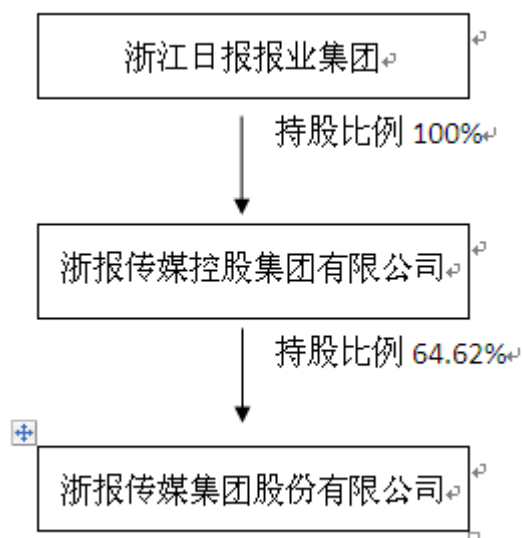 浙江日报报业集团
持股比例 100%
浙报传媒控股集团有限公司
持股比例 64.62%
浙报传媒集团股份有限公司